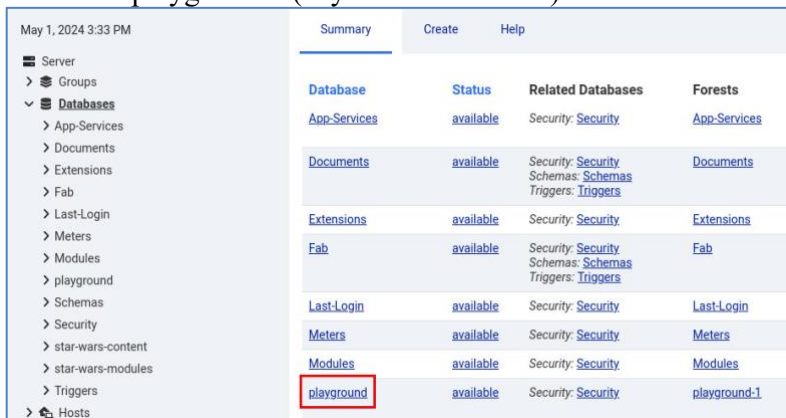 May 1, 2024 3:33 PM
Server
Groups
Databases
App-Services
Documents
Extensions
Fab
Last-Login
Meters
Modules
playground
Schemas
Security
star-wars-content
star-wars-modules
Triggers
Hosts
Summary Create Help
Database Status Related Databases Forests
App-Services available Security: Security App-Services
Documents available Security: Security Documents
Schemas: Schemas
Triggers: Triggers
Extensions available Security: Security Extensions
Fab available Security: Security Fab
Schemas: Schemas
Triggers: Triggers
Last-Login available Security: Security Last-Login
Meters available Security: Security Meters
Modules available Security: Security Modules
playground available Security: Security playground-1